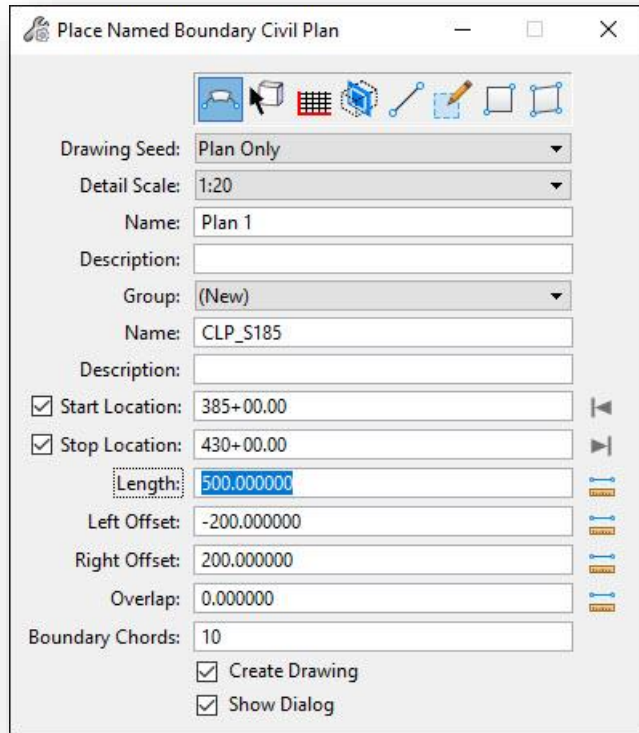 Place Named Boundary Civil Plan
Drawing Seed: Plan Only
Detail Scale: 1:20
Name: Plan 1
Description:
Group: (New)
Name: CLP_S185
Description:
Start Location: 385+00.00
Stop Location: 430+00.00
Length: 500.000000
Left Offset: -200.000000
Right Offset: 200.000000
Overlap: 0.000000
Boundary Chords: 10
Create Drawing
Show Dialog